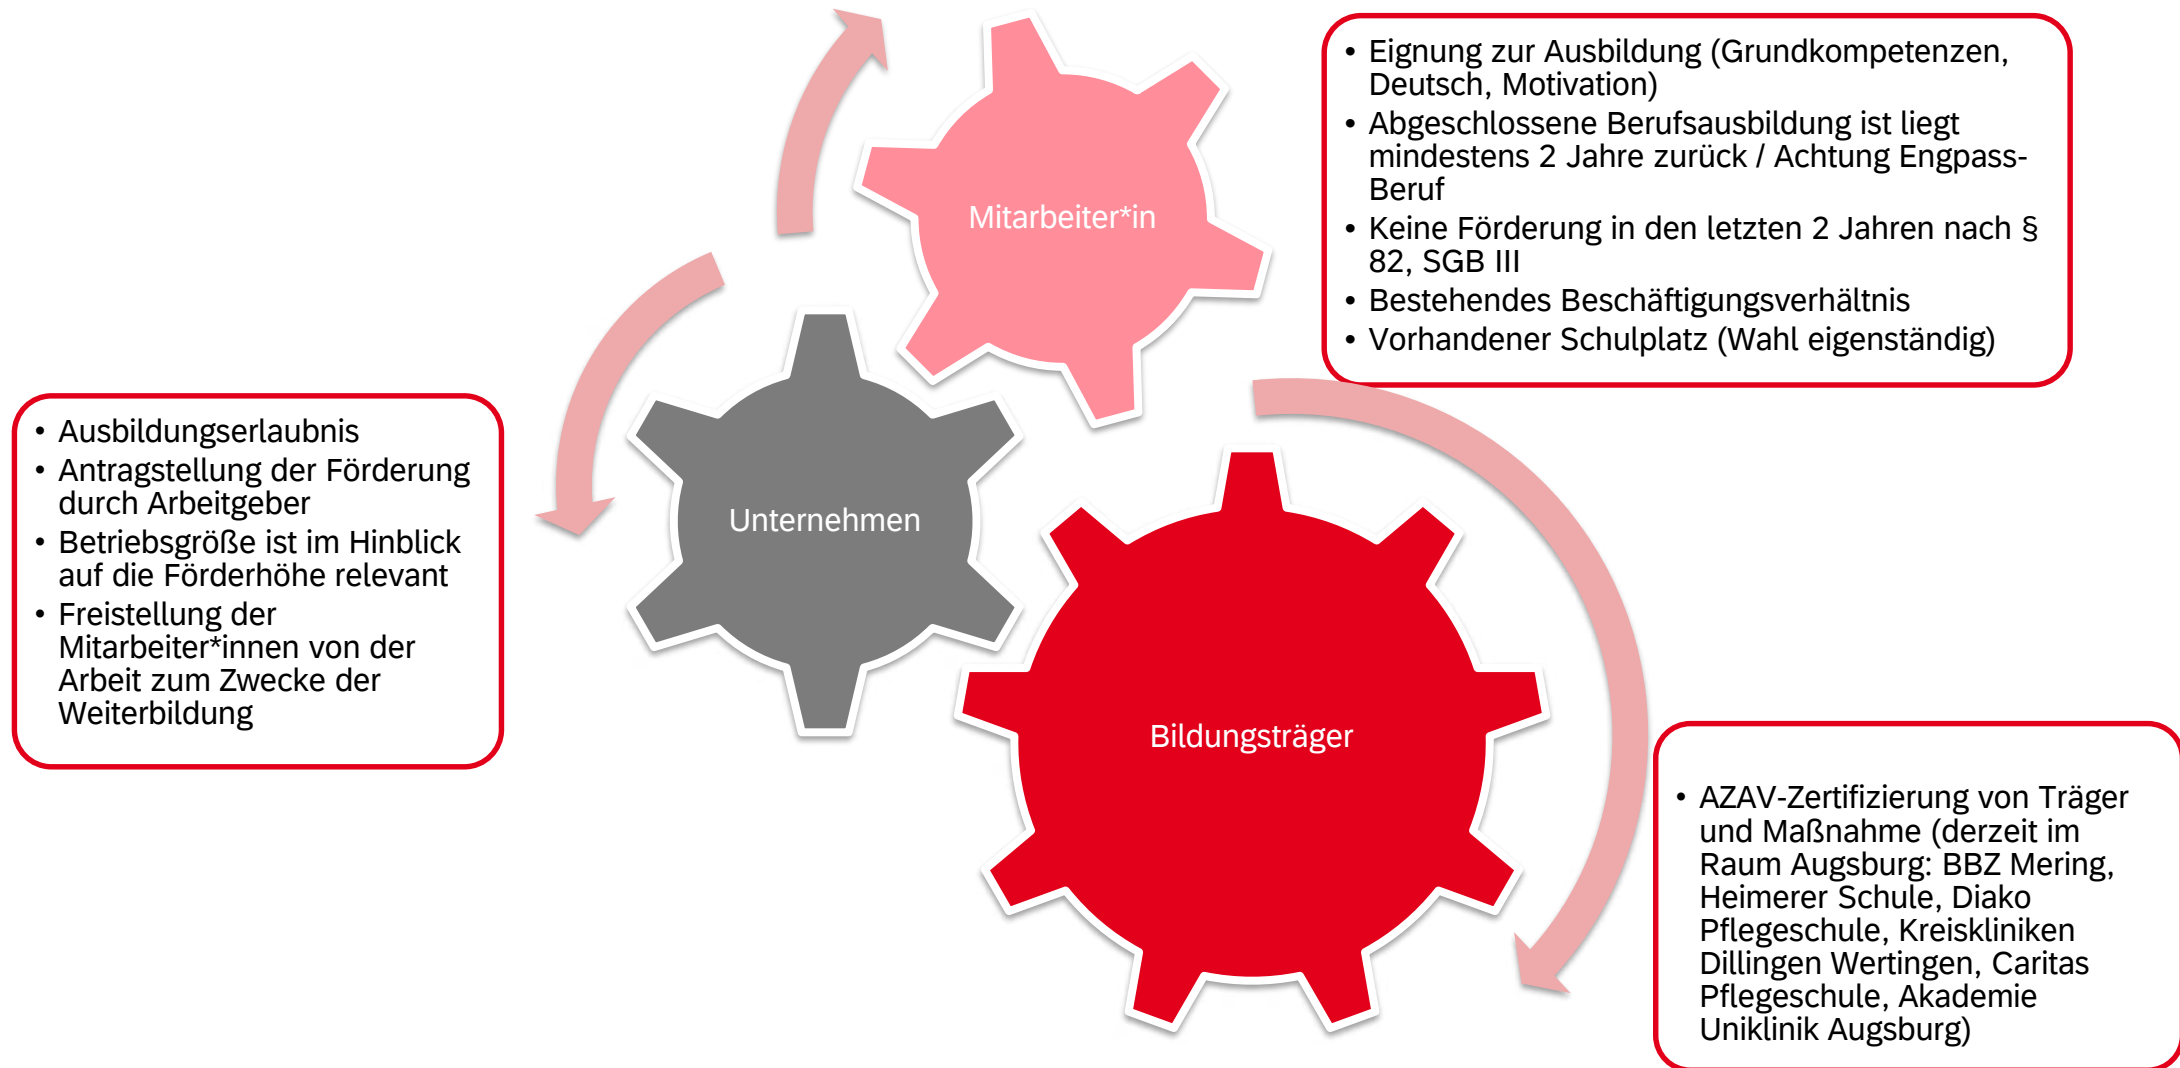 • Eignung zur Ausbildung (Grundkompetenzen,
Deutsch, Motivation)
• Abgeschlossene Berufsausbildung ist liegt
mindestens 2 Jahre zurück / Achtung Engpass-
Beruf
• Keine Förderung in den letzten 2 Jahren nach §
82, SGB III
• Bestehendes Beschäftigungsverhältnis
• Vorhandener Schulplatz (Wahl eigenständig)
Mitarbeiter*in
• Ausbildungserlaubnis
• Antragstellung der Förderung
durch Arbeitgeber
• Betriebsgröße ist im Hinblick
auf die Förderhöhe relevant
• Freistellung der
Mitarbeiter*innen von der
Arbeit zum Zwecke der
Weiterbildung
Unternehmen
Bildungsträger
• AZAV-Zertifizierung von Träger
und Maßnahme (derzeit im
Raum Augsburg: BBZ Mering,
Heimerer Schule, Diako
Pflegeschule, Kreiskliniken
Dillingen Wertingen, Caritas
Pflegeschule, Akademie
Uniklinik Augsburg)